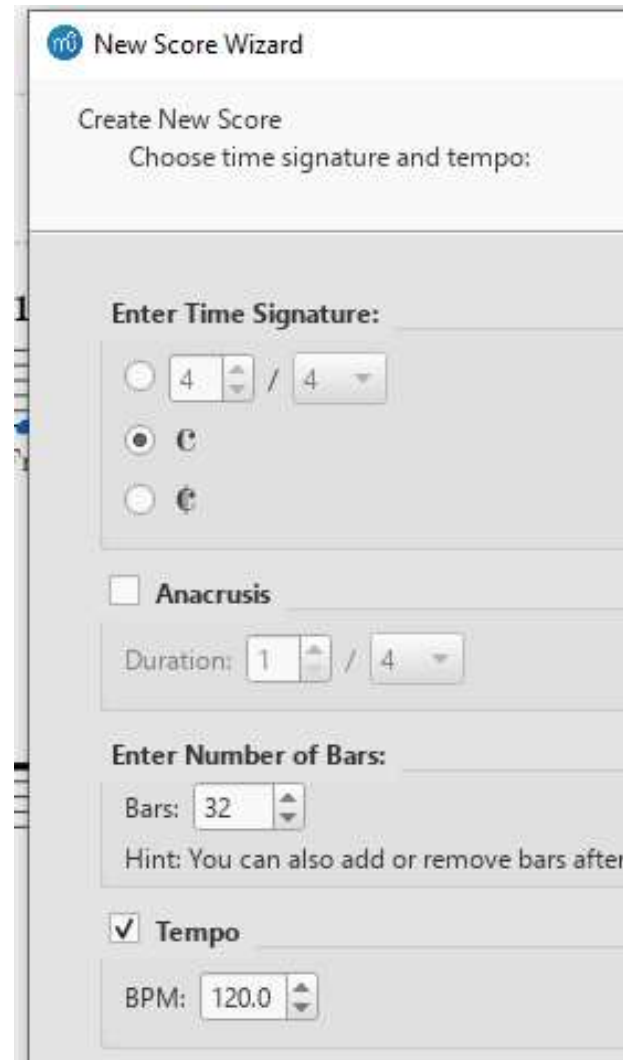 New Score Wizard
Create New Score
Choose time signature and tempo:
1
Enter Time Signature:
4 / 4
Anacrusis
Duration: 1 / 4
Enter Number of Bars:
Bars: 32
Hint: You can also add or remove bars after
Tempo
BPM: 120.0